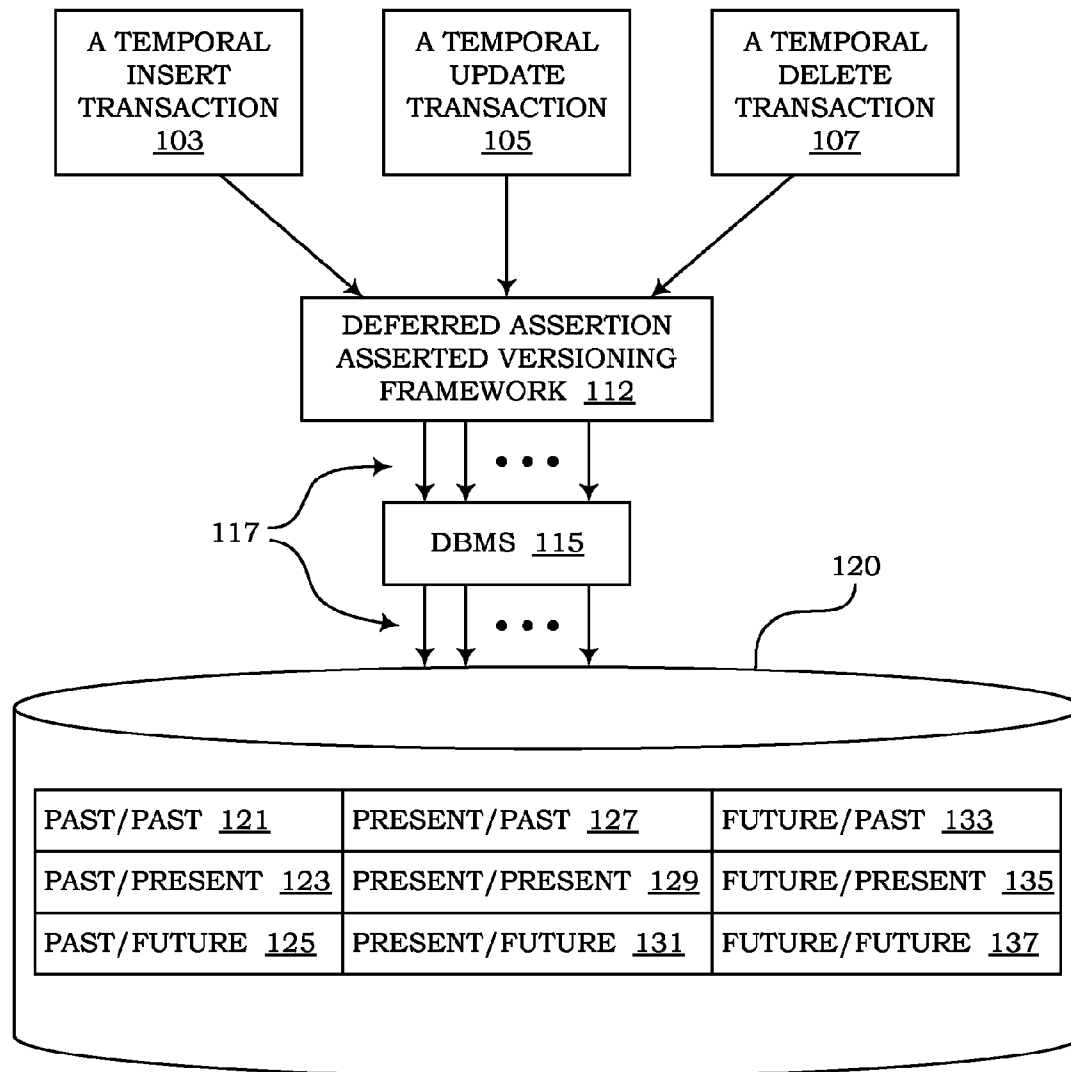 A TEMPORAL
INSERT
TRANSACTION
103
A TEMPORAL
UPDATE
TRANSACTION
105
A TEMPORAL
DELETE
TRANSACTION
107
DEFERRED ASSERTION
ASSERTED VERSIONING
FRAMEWORK 112
117
DBMS 115
120
PAST/PAST 121
PRESENT/PAST 127
FUTURE/PAST 133
PAST/PRESENT 123
PRESENT/PRESENT 129
FUTURE/PRESENT 135
PAST/FUTURE 125
PRESENT/FUTURE 131
FUTURE/FUTURE 137